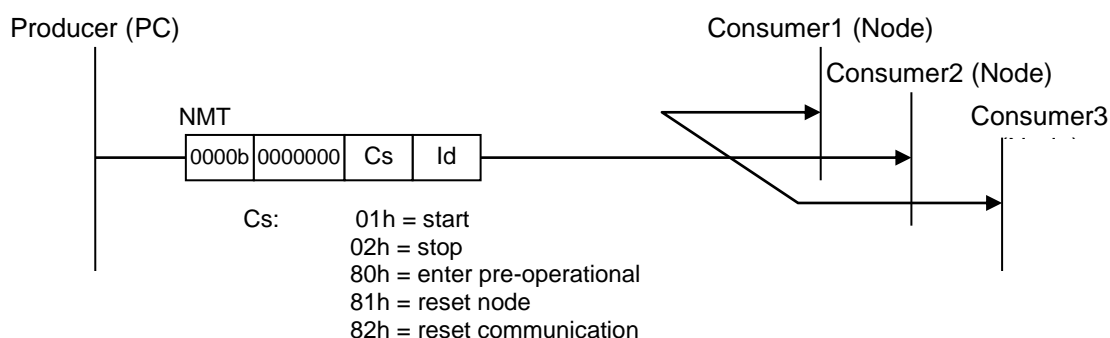 Producer (PC)
Consumer1 (Node)
Consumer2 (Node)
Consumer3
NMT
0000b 0000000 Cs Id
Cs: 01h = start
02h = stop
80h = enter pre-operational
81h = reset node
82h = reset communication